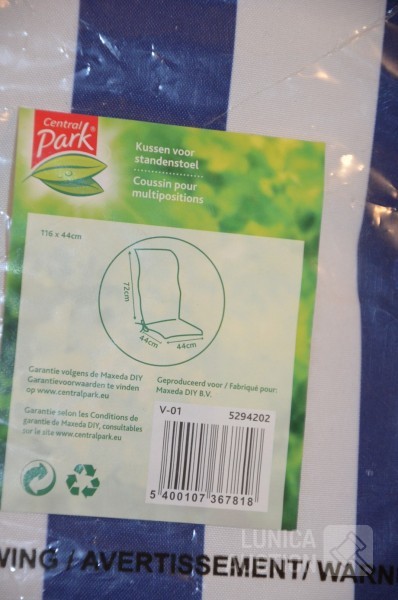 Central
Park®
Kussen voor
standenstoel
Coussin pour
multipositions
116 x 44cm
72cm
44cm
44cm
Garantie volgens de Maxeda DIY
Garantievoorwaarden te vinden
op www.centralpark.eu
Geproduceerd voor / Fabriqué pour:
Maxeda DIY B.V.
Garantie selon les Conditions de
garantie de Maxeda DIY, consultables
sur le site www.centralpark.eu
V-01 5294202
5 400107 367818
LUNICA
WING / AVERTISSEMENT/ WARN